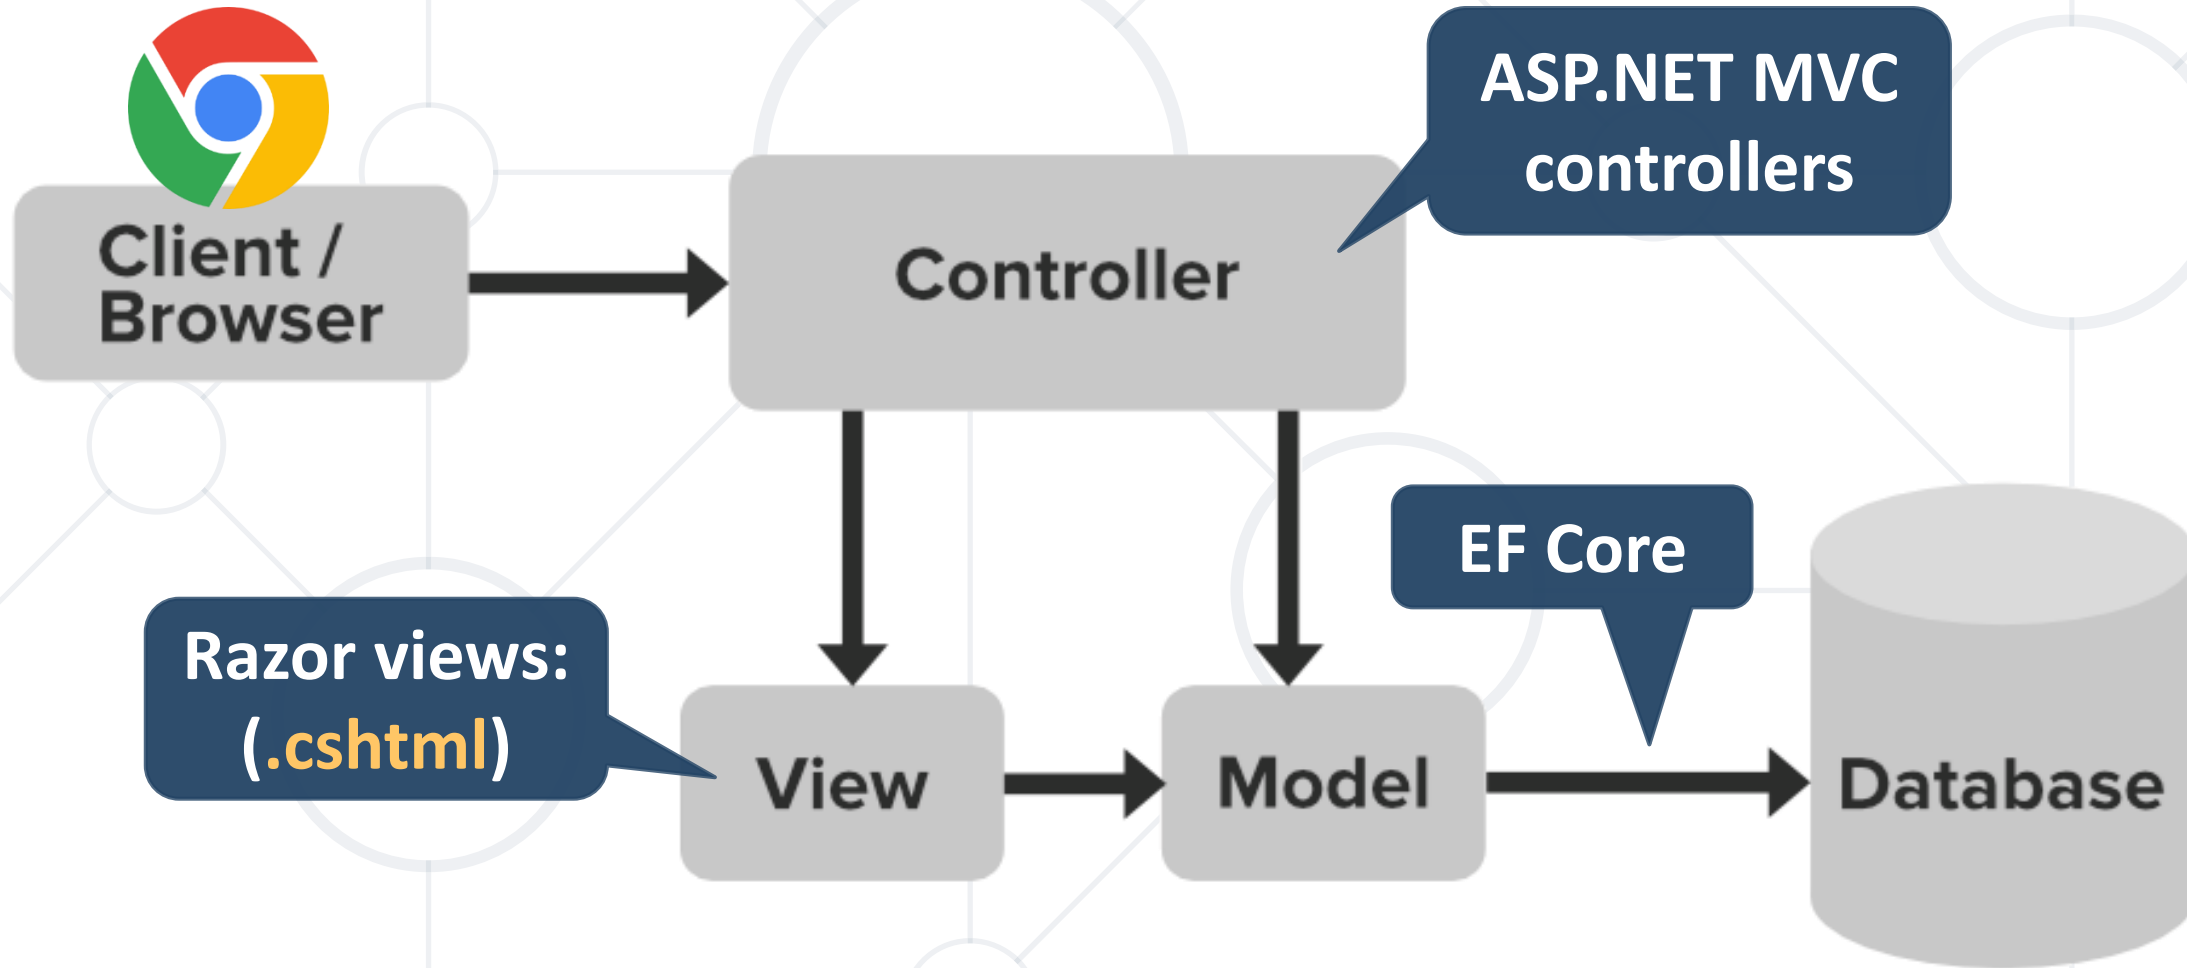 ASP.NET MVC
controllers
Client /
Browser
Controller
EF Core
Razor views:
(.cshtml)
View
Model
Database